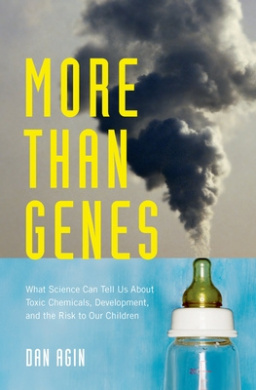 MORE
THAN
GENES
What Science Can Tell Us About
Toxic Chemicals, Development,
and the Risk to Our Children
DAN AGIN